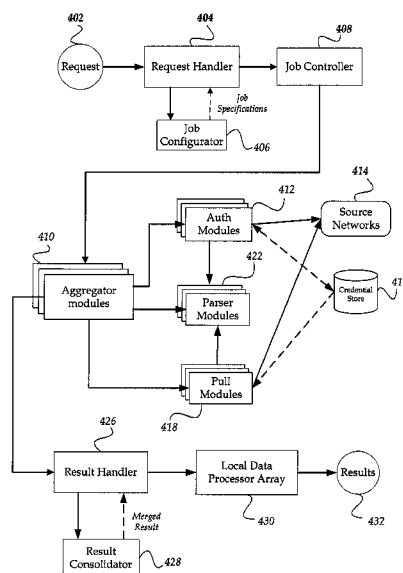 402
404
408
Request
Request Handler
Job Controller
Job
Specifications
Job
Configurator
406
412
414
Auth
Modules
Source
Networks
410
422
Aggregator
modules
Parser
Modules
Credential
Store
41
Pull
Modules
418
426
Result Handler
Local Data
Processor Array
Results
430
432
Merged
Result
Result
Consolidator
428